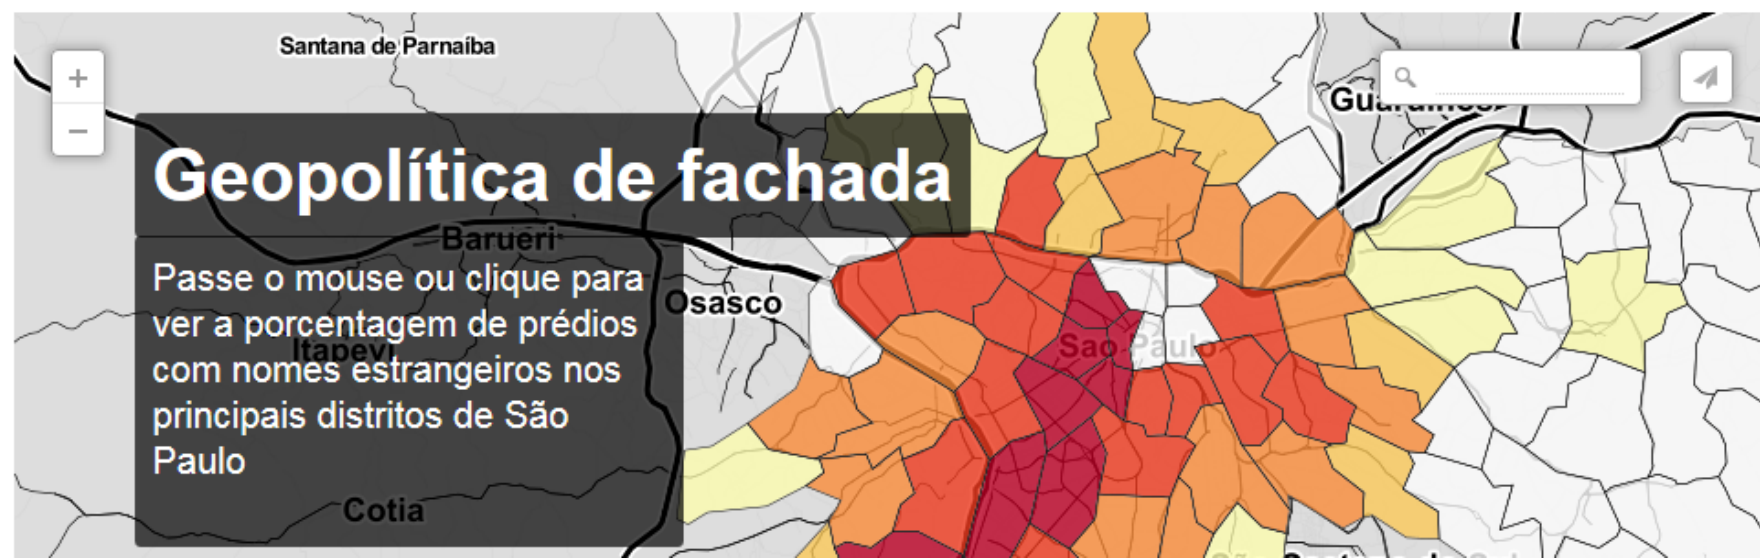 Santana de Parnaíba
+
−
Geopolítica de fachada
Barueri
Passe o mouse ou clique para
ver a porcentagem de prédios
com nomes estrangeiros nos
principais distritos de São
Paulo
Osasco
Itapevi
São Paulo
Cotia